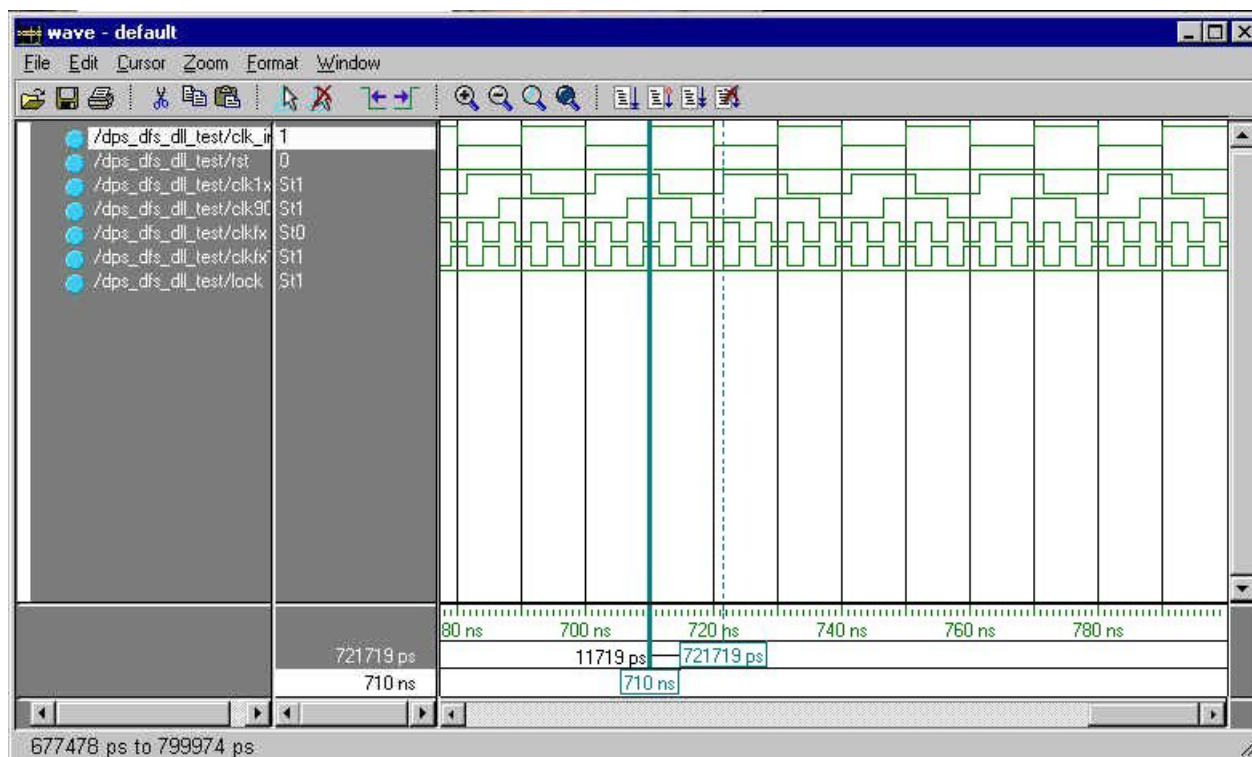 wave - default
File Edit Cursor Zoom Format Window
/dps_dfs_dll_test/clk_in 1
/dps_dfs_dll_test/rst 0
/dps_dfs_dll_test/clk1x St1
/dps_dfs_dll_test/clk90 St1
/dps_dfs_dll_test/clkfx St0
/dps_dfs_dll_test/clkfx St1
/dps_dfs_dll_test/lock St1
80 ns 700 ns 720 ns 740 ns 760 ns 780 ns
721719 ps 11719 ps 721719 ps
710 ns 710 ns
677478 ps to 799974 ps